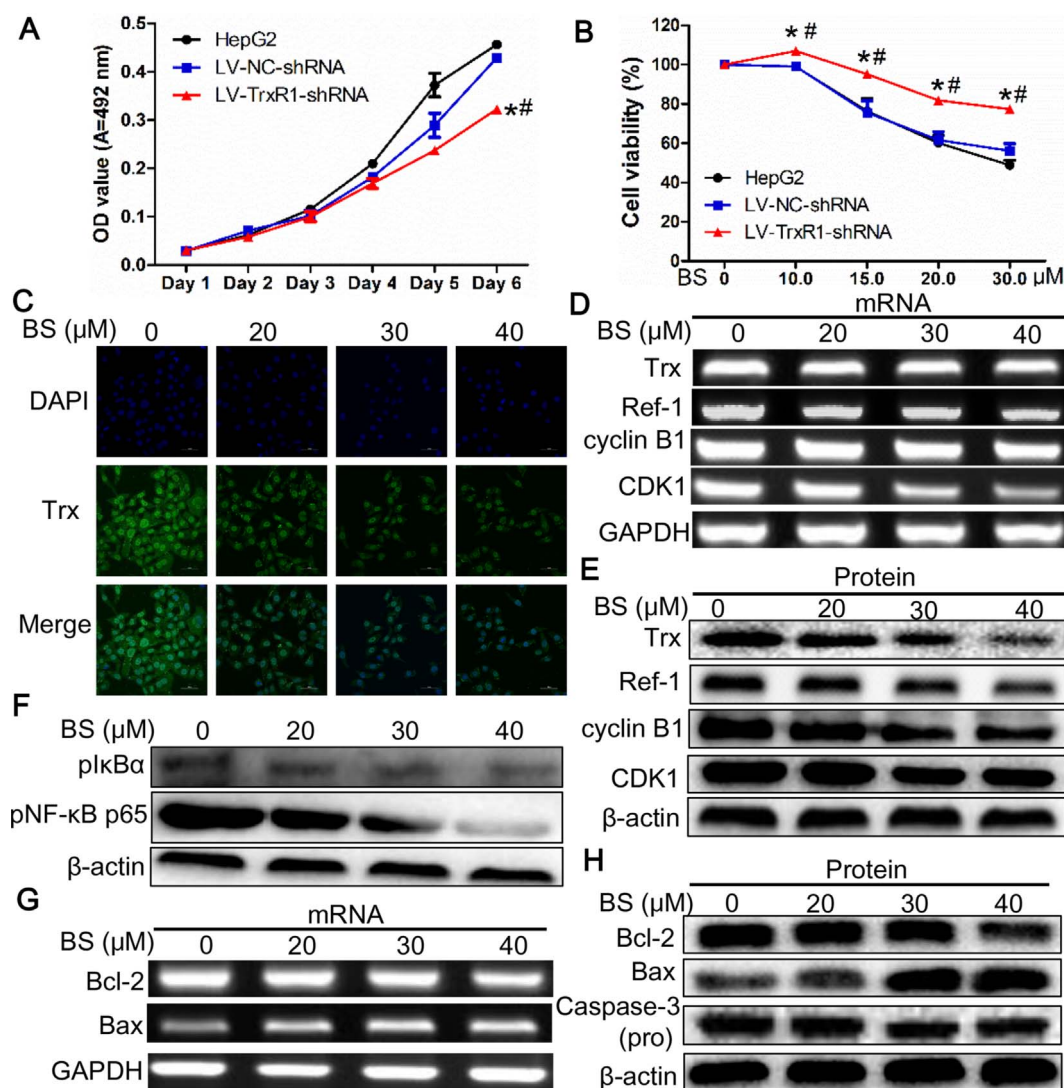 A
OD value (A=492 nm)
0.5
0.4
0.3
0.2
0.1
0.0
HepG2
LV-NC-shRNA
LV-TrxR1-shRNA
*#
Day 1 Day 2 Day 3 Day 4 Day 5 Day 6
B
Cell viability (%)
120
100
80
60
40
20
0
*# *# *# *#
HepG2
LV-NC-shRNA
LV-TrxR1-shRNA
BS 0 10.0 15.0 20.0 30.0 μM
C
BS (μM)
0 20 30 40
DAPI
Trx
Merge
D
mRNA
BS (μM) 0 20 30 40
Trx
Ref-1
cyclin B1
CDK1
GAPDH
E
Protein
BS (μM) 0 20 30 40
Trx
Ref-1
cyclin B1
CDK1
β-actin
F
BS (μM) 0 20 30 40
pIκBα
pNF-κB p65
β-actin
G
mRNA
BS (μM) 0 20 30 40
Bcl-2
Bax
GAPDH
H
Protein
BS (μM) 0 20 30 40
Bcl-2
Bax
Caspase-3
(pro)
β-actin